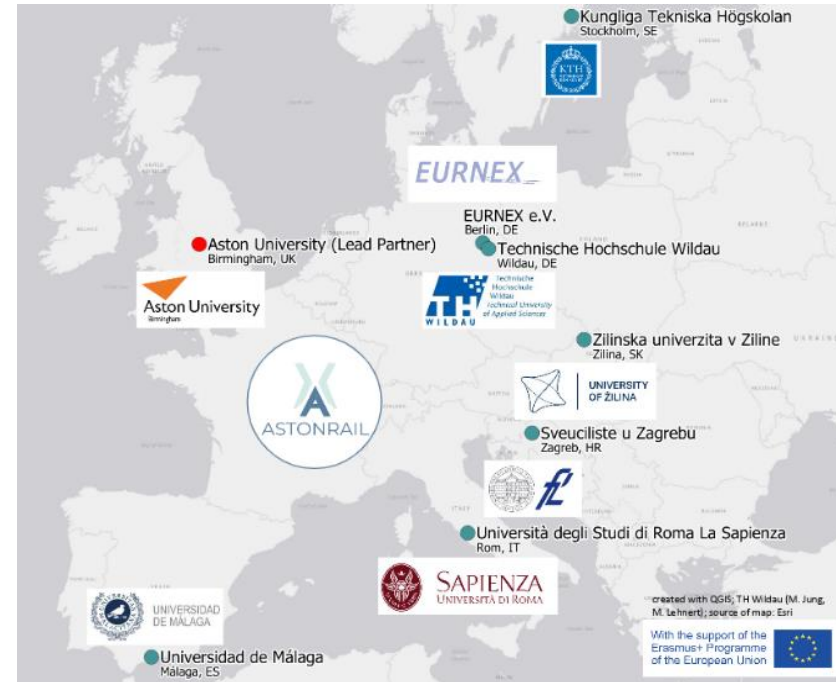 Kungliga Tekniska Högskolan
Stockholm, SE
KTH
EURNEX
EURNEX e.V.
Berlin, DE
Aston University (Lead Partner)
Birmingham, UK
Technische Hochschule Wildau
Wildau, DE
Aston University
Birmingham
TH
WILDAU
Technische
Hochschule
Wildau
Technical University
of Applied Sciences
Zilinska univerzita v Ziline
Zilina, SK
UNIVERSITY
OF ŽILINA
ASTONRAIL
Sveuciliste u Zagrebu
Zagreb, HR
Università degli Studi di Roma La Sapienza
Rom, IT
SAPIENZA
UNIVERSITÀ DI ROMA
UNIVERSIDAD
DE MÁLAGA
created with QGIS; TH Wildau (M. Jung,
M. Lehnert); source of map: Esri
With the support of the
Erasmus+ Programme
of the European Union
Universidad de Málaga
Málaga, ES